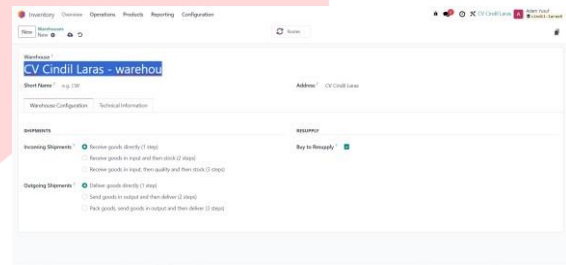 Inventory Overview Operations Products Reporting Configuration
CV Cindil Laras A Adam Yusuf
New Warehouses
New
Routes
Warehouse ?
CV Cindil Laras - warehou
Short Name ? e.g. CW
Address ? CV Cindil Laras
Warehouse Configuration Technical Information
SHIPMENTS
RESUPPLY
Incoming Shipments ? Receive goods directly (1 step)
Buy to Resupply ?
Receive goods in input and then stock (2 steps)
Receive goods in input, then quality and then stock (3 steps)
Outgoing Shipments ? Deliver goods directly (1 step)
Send goods in output and then deliver (2 steps)
Pack goods, send goods in output and then deliver (3 steps)